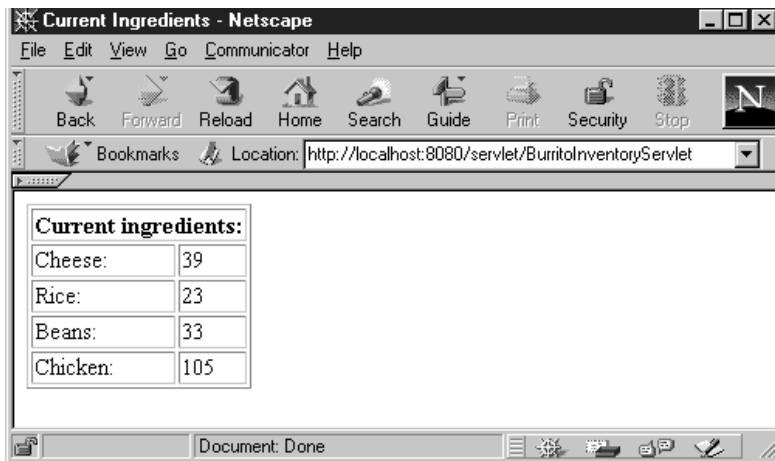 Current Ingredients - Netscape
File Edit View Go Communicator Help
Back Forward Reload Home Search Guide Print Security Stop
N
Bookmarks Location: http://localhost:8080/servlet/BurritoInventoryServlet
Current ingredients:
Cheese: 39
Rice: 23
Beans: 33
Chicken: 105
Document: Done